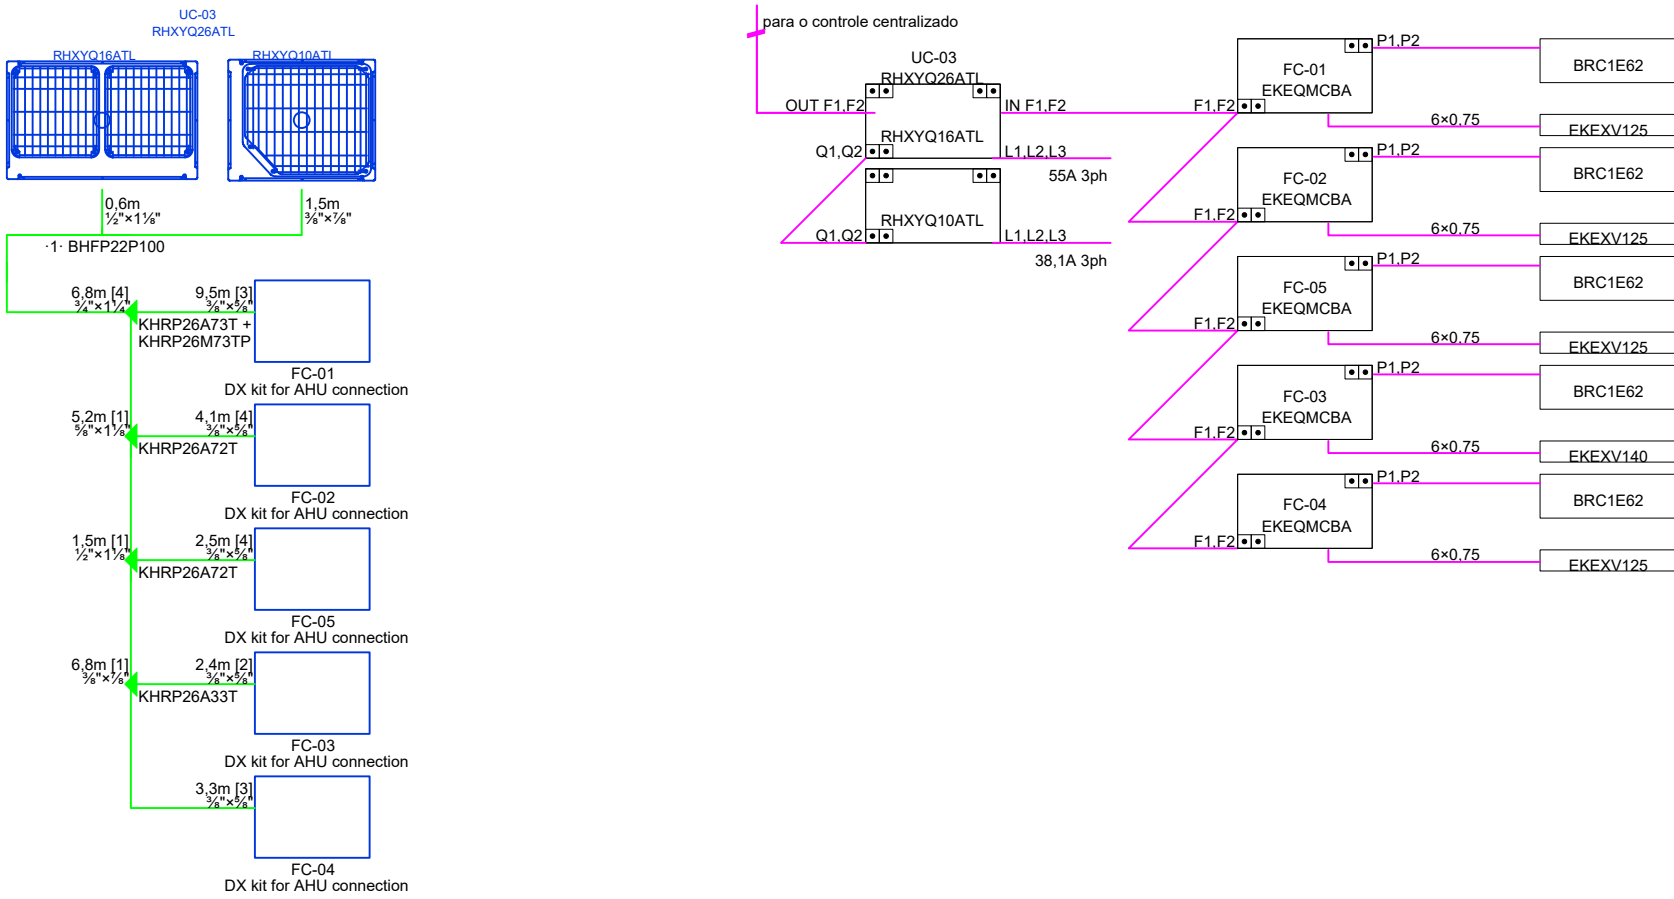 UC-03
RHXYQ26ATL
RHXYQ16ATL
RHXYQ10ATL
0,6m
½"×1⅛"
1,5m
⅜"×⅞"
·1· BHFP22P100
6,8m [4]
¾"×1¼"
9,5m [3]
⅜"×⅝"
KHRP26A73T +
KHRP26M73TP
FC-01
DX kit for AHU connection
5,2m [1]
⅝"×1⅛"
4,1m [4]
⅜"×⅝"
KHRP26A72T
FC-02
DX kit for AHU connection
1,5m [1]
½"×1⅛"
2,5m [4]
⅜"×⅝"
KHRP26A72T
FC-05
DX kit for AHU connection
6,8m [1]
⅜"×⅞"
2,4m [2]
⅜"×⅝"
KHRP26A33T
FC-03
DX kit for AHU connection
3,3m [3]
⅜"×⅝"
FC-04
DX kit for AHU connection
para o controle centralizado
UC-03
RHXYQ26ATL
OUT F1,F2
IN F1,F2
RHXYQ16ATL
Q1,Q2
L1,L2,L3
55A 3ph
RHXYQ10ATL
Q1,Q2
L1,L2,L3
38,1A 3ph
P1,P2
FC-01
EKEQMCBA
BRC1E62
F1,F2
6×0,75
EKEXV125
P1,P2
FC-02
EKEQMCBA
BRC1E62
F1,F2
6×0,75
EKEXV125
P1,P2
FC-05
EKEQMCBA
BRC1E62
F1,F2
6×0,75
EKEXV125
P1,P2
FC-03
EKEQMCBA
BRC1E62
F1,F2
6×0,75
EKEXV140
P1,P2
FC-04
EKEQMCBA
BRC1E62
F1,F2
6×0,75
EKEXV125